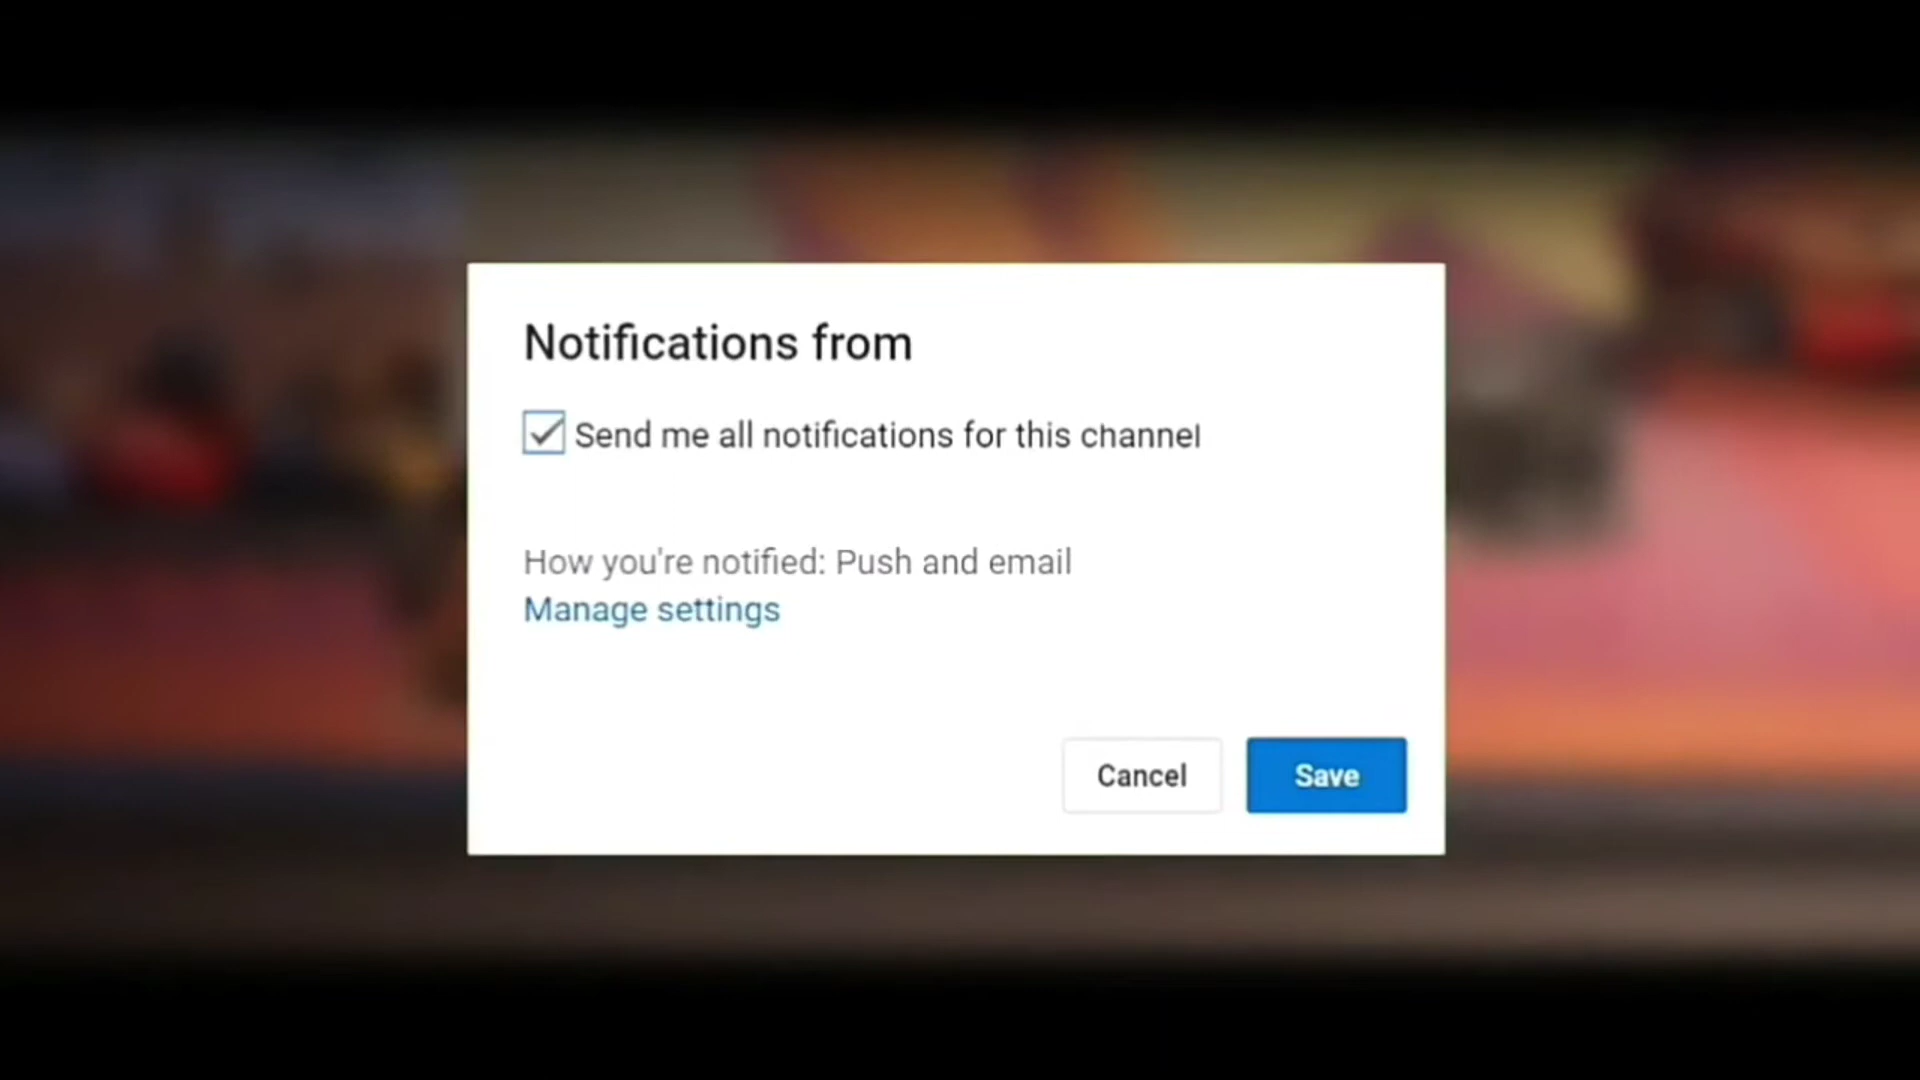 Notifications from
Send me all notifications for this channel
How you're notified: Push and email
Manage settings
Cancel
Save